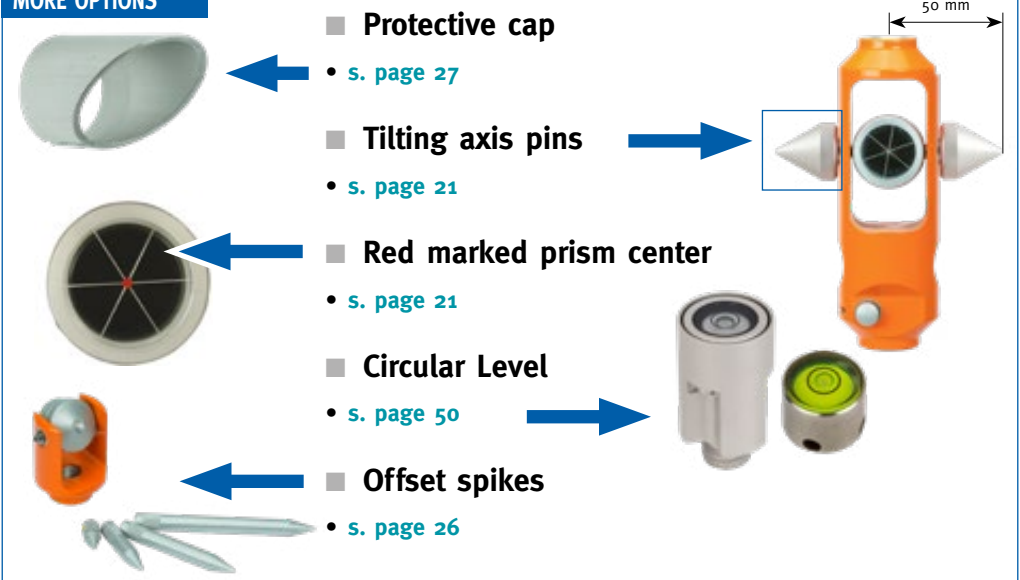 MORE OPTIONS
50 mm
■ Protective cap
• s. page 27
■ Tilting axis pins
• s. page 21
■ Red marked prism center
• s. page 21
■ Circular Level
• s. page 50
■ Offset spikes
• s. page 26